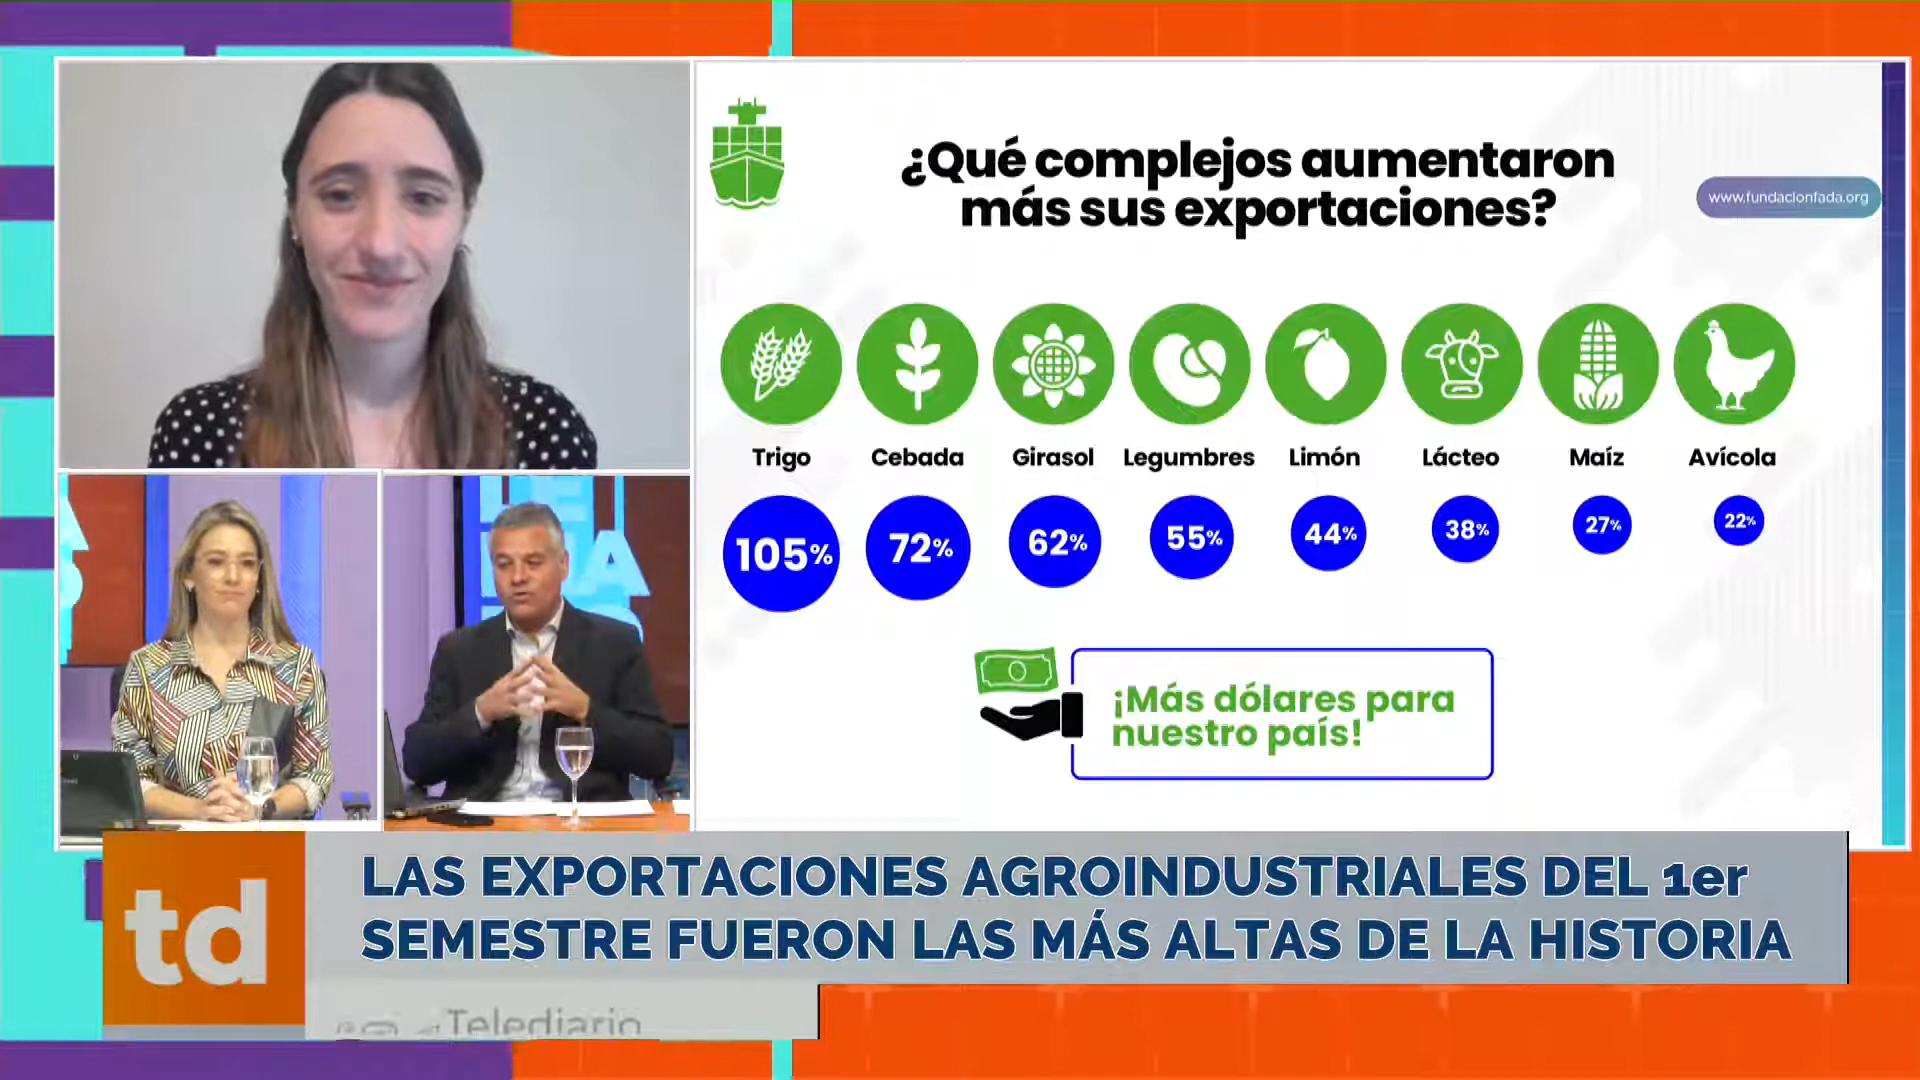 ¿Qué complejos aumentaron
más sus exportaciones?
www.fundacionfada.org
Trigo
Cebada
Girasol
Legumbres
Limón
Lácteo
Maíz
Avícola
105%
72%
62%
55%
44%
38%
27%
22%
¡Más dólares para
nuestro país!
td
LAS EXPORTACIONES AGROINDUSTRIALES DEL 1er
SEMESTRE FUERON LAS MÁS ALTAS DE LA HISTORIA
Telediario